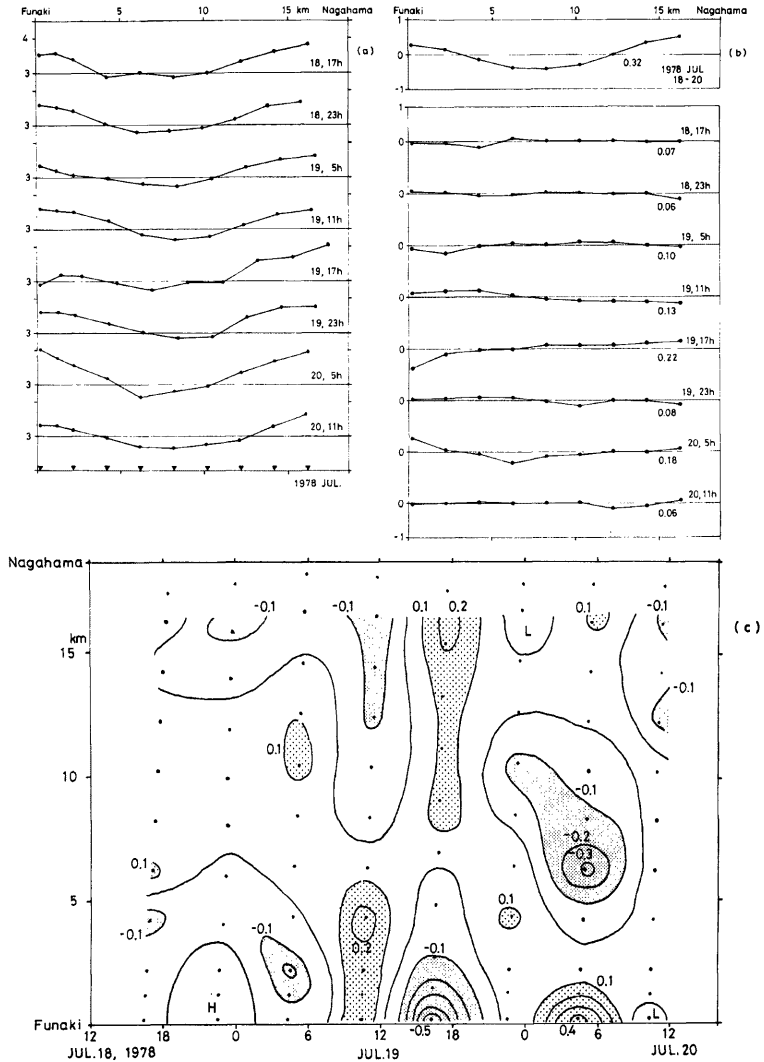 Funaki 5 10 15 km Nagahama
4
3
18, 17h
(a)
3
18, 23h
3
19, 5h
3
19, 11h
3
19, 17h
3
19, 23h
3
20, 5h
3
20, 11h
1978 JUL.
Funaki 5 10 15 km Nagahama
1
0
-1
0.32
(b)
1978 JUL
18-20
1
0
18, 17h
0.07
0
18, 23h
0.06
0
19, 5h
0.10
0
19, 11h
0.13
0
19, 17h
0.22
0
19, 23h
0.08
0
20, 5h
0.18
0
20, 11h
0.06
-1
Nagahama
-0.1 -0.1 0.1 0.2 0.1 -0.1
L
(c)
km
15
-0.1
0.1
10
-0.1
-0.2
-0.3
0.1
5
-0.1
-0.1
0.1
0.2
-0.1
0.1
H
L
Funaki
-0.5 0.4
12 18 0 6 12 18 0 6 12
JUL.18, 1978 JUL.19 JUL.20